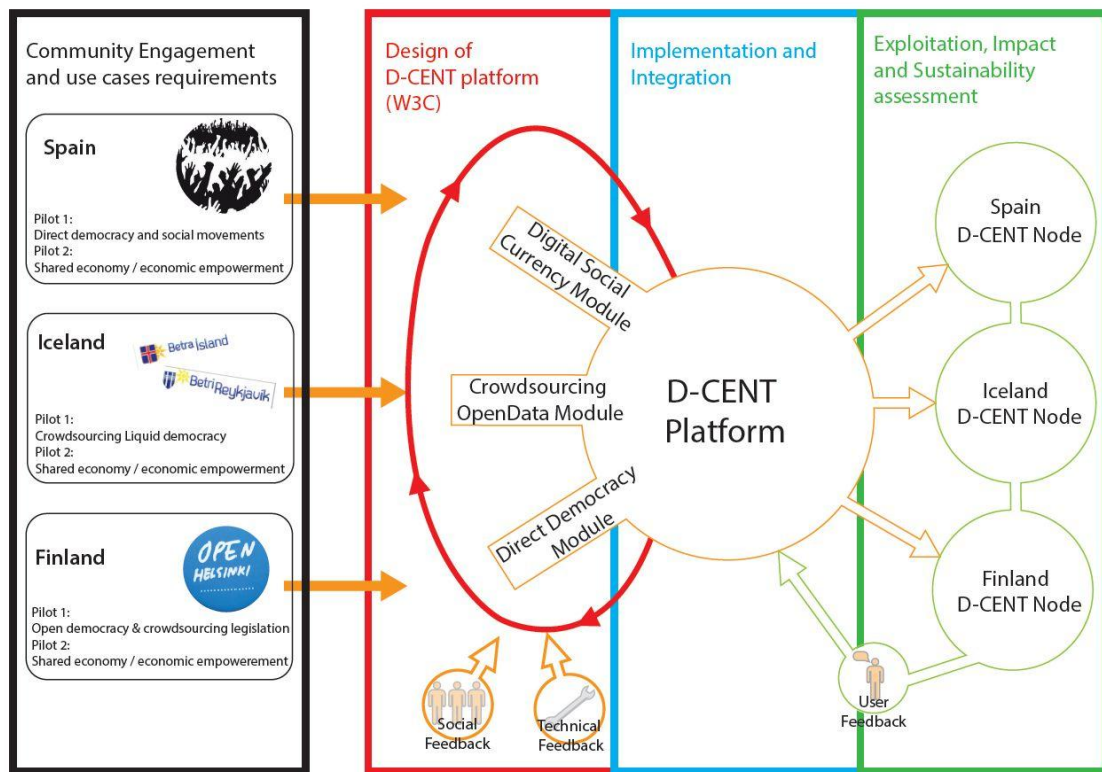 Community Engagement
and use cases requirements
Spain
Pilot 1:
Direct democracy and social movements
Pilot 2:
Shared economy / economic empowerment
Iceland
Betra Ísland
Betri Reykjavík
Pilot 1:
Crowdsourcing Liquid democracy
Pilot 2:
Shared economy / economic empowerment
Finland
OPEN
HELSINKI
Pilot 1:
Open democracy & crowdsourcing legislation
Pilot 2:
Shared economy / economic empowerement
Design of
D-CENT platform
(W3C)
Digital Social
Currency Module
Crowdsourcing
OpenData Module
Direct Democracy
Module
Social
Feedback
Technical
Feedback
Implementation and
Integration
D-CENT
Platform
Exploitation, Impact
and Sustainability
assessment
Spain
D-CENT Node
Iceland
D-CENT Node
Finland
D-CENT Node
User
Feedback